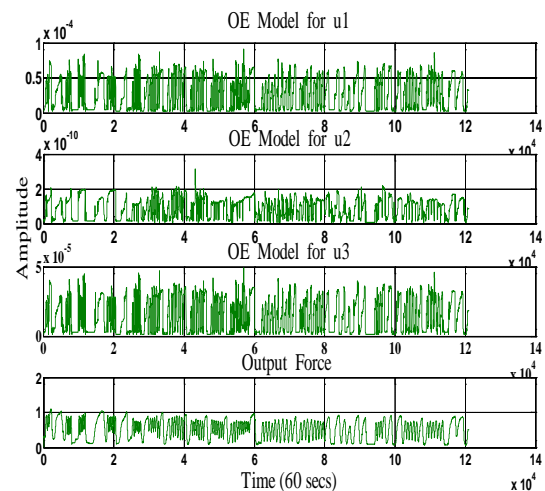 OE Model for u1
x 10^-4
1
0.5
0
0 2 4 6 8 10 12 14
x 10^4
OE Model for u2
x 10^-10
4
2
0
0 2 4 6 8 10 12 14
x 10^4
OE Model for u3
x 10^-5
5
0
0 2 4 6 8 10 12 14
x 10^4
Output Force
2
1
0
0 2 4 6 8 10 12 14
x 10^4
Time (60 secs)
Amplitude